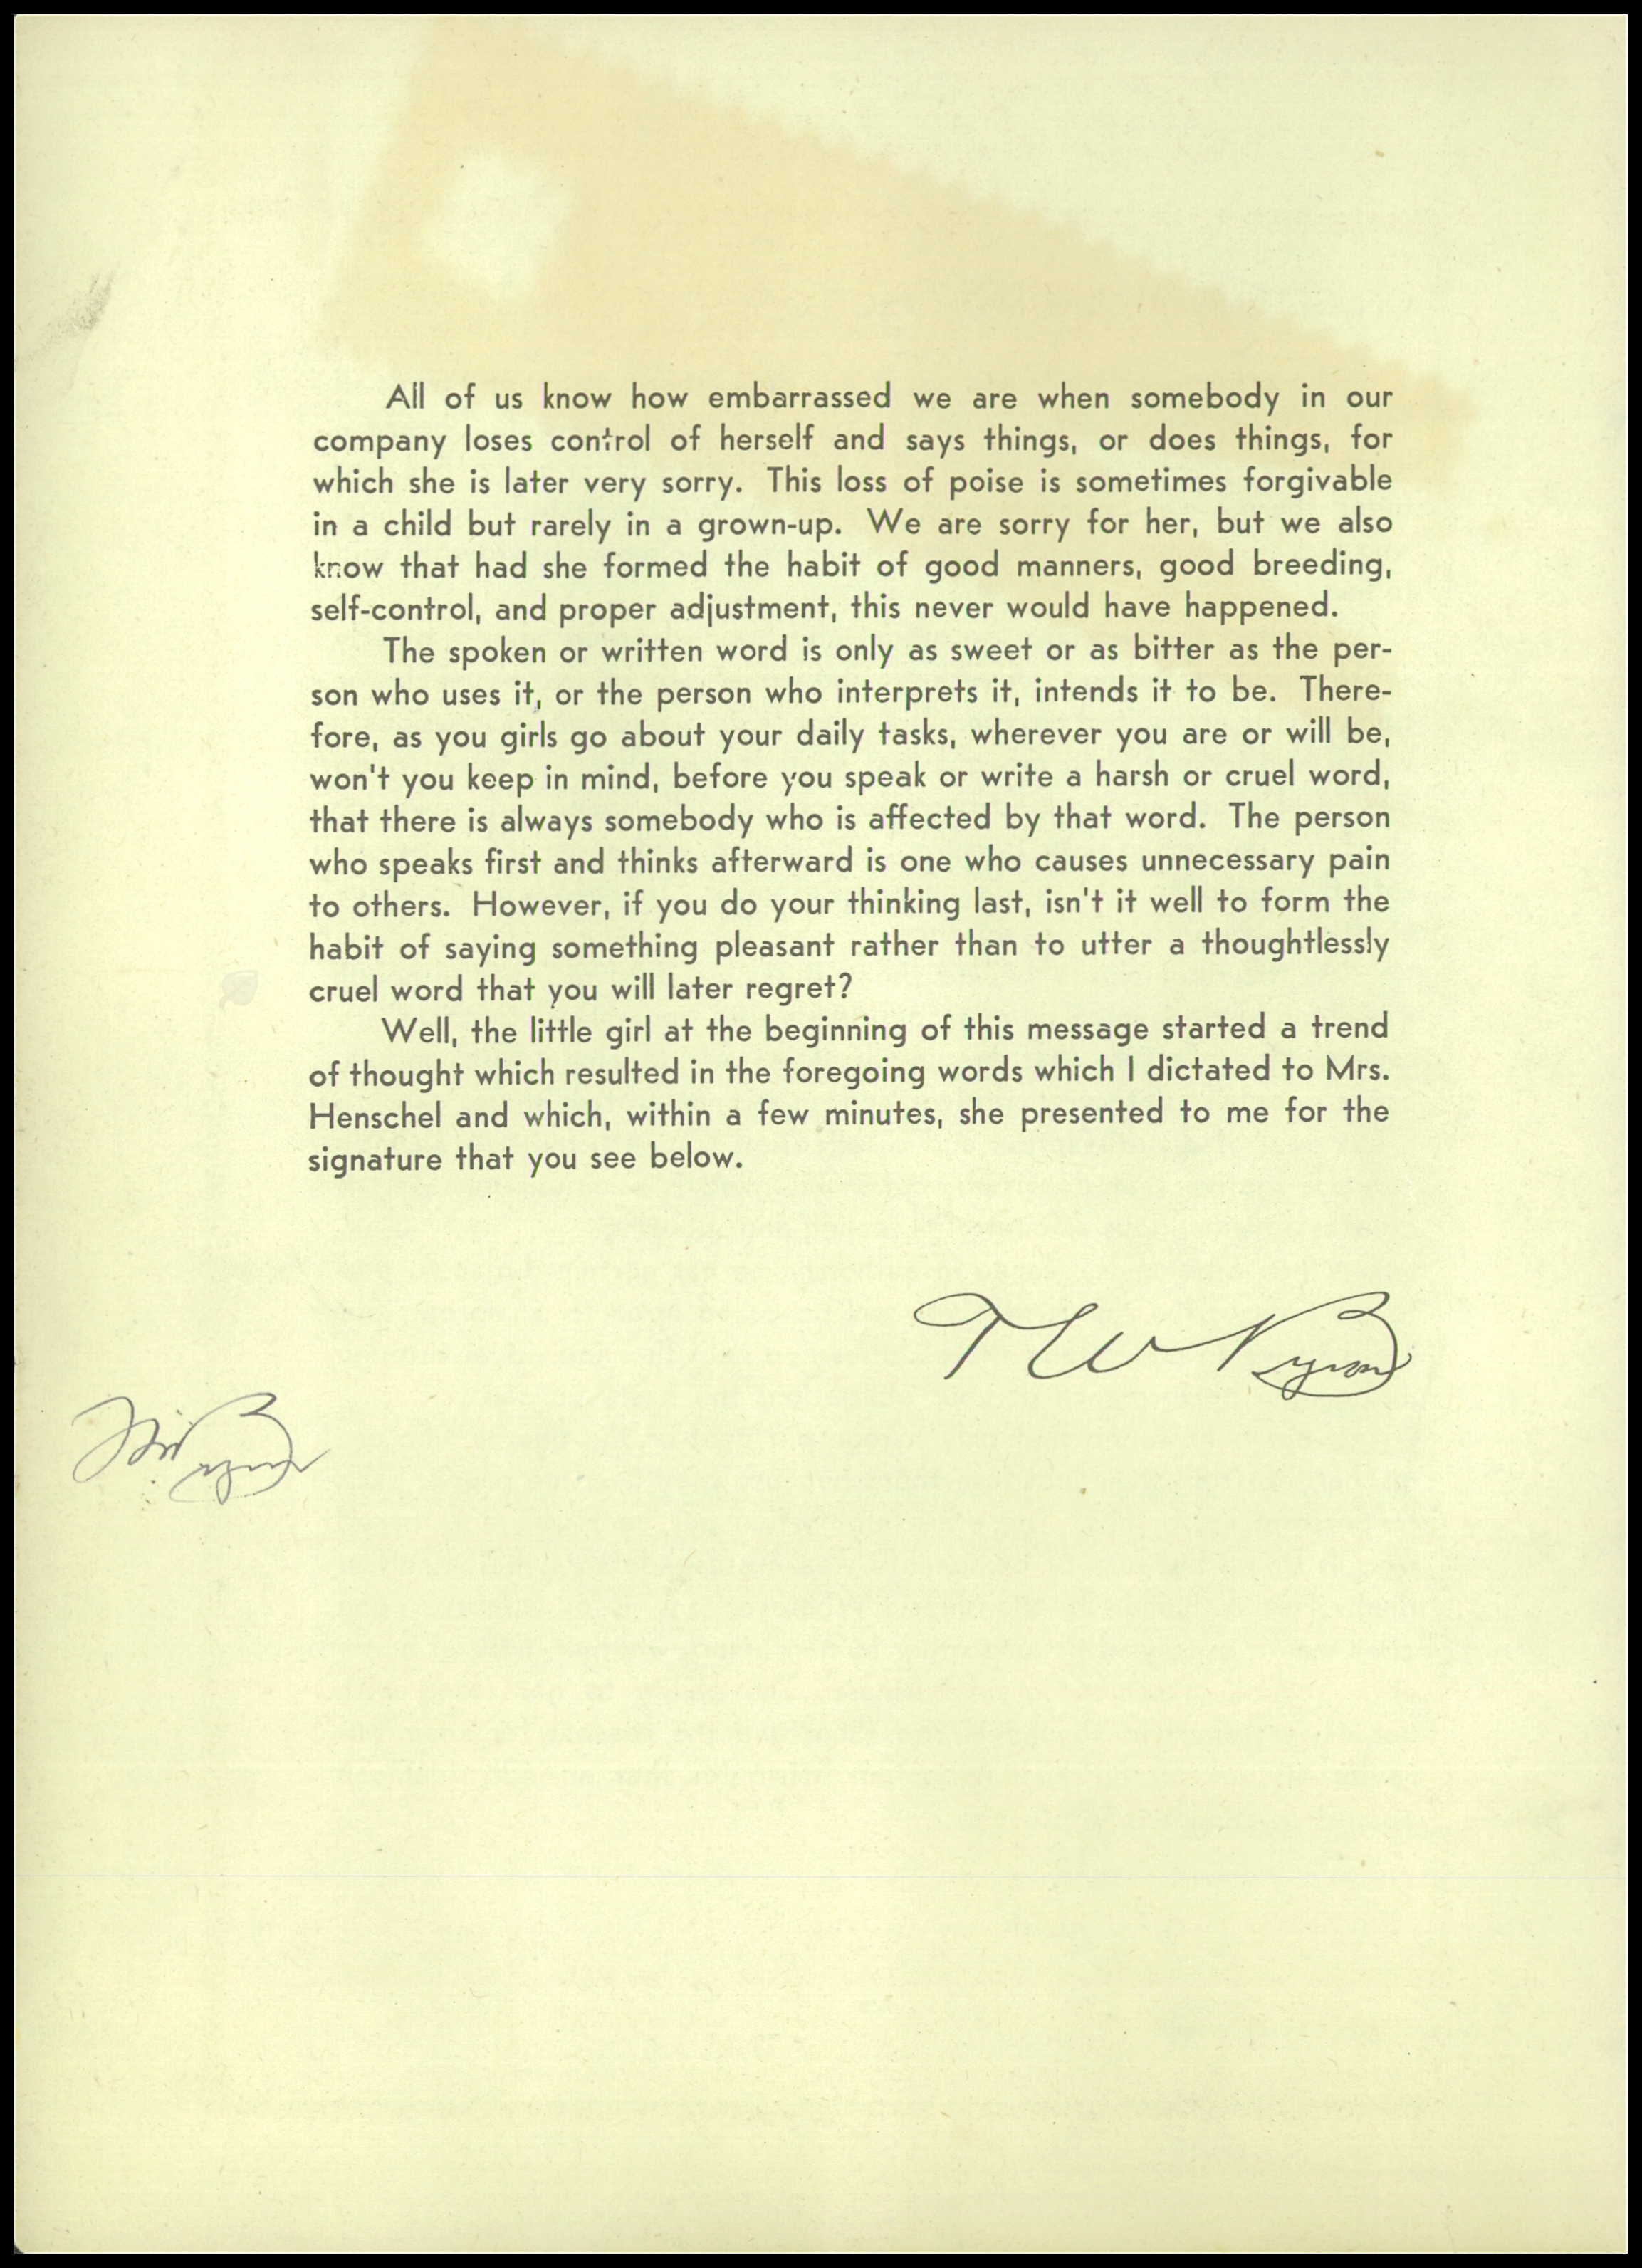 All of us know how embarrassed we are when somebody in our
company loses control of herself and says things, or does things, for
which she is later very sorry. This loss of poise is sometimes forgivable
in a child but rarely in a grown-up. We are sorry for her, but we also
know that had she formed the habit of good manners, good breeding,
self-control, and proper adjustment, this never would have happened.
The spoken or written word is only as sweet or as bitter as the per-
son who uses it, or the person who interprets it, intends it to be. There-
fore, as you girls go about your daily tasks, wherever you are or will be,
won't you keep in mind, before you speak or write a harsh or cruel word,
that there is always somebody who is affected by that word. The person
who speaks first and thinks afterward is one who causes unnecessary pain
to others. However, if you do your thinking last, isn't it well to form the
habit of saying something pleasant rather than to utter a thoughtlessly
cruel word that you will later regret?
Well, the little girl at the beginning of this message started a trend
of thought which resulted in the foregoing words which I dictated to Mrs.
Henschel and which, within a few minutes, she presented to me for the
signature that you see below.